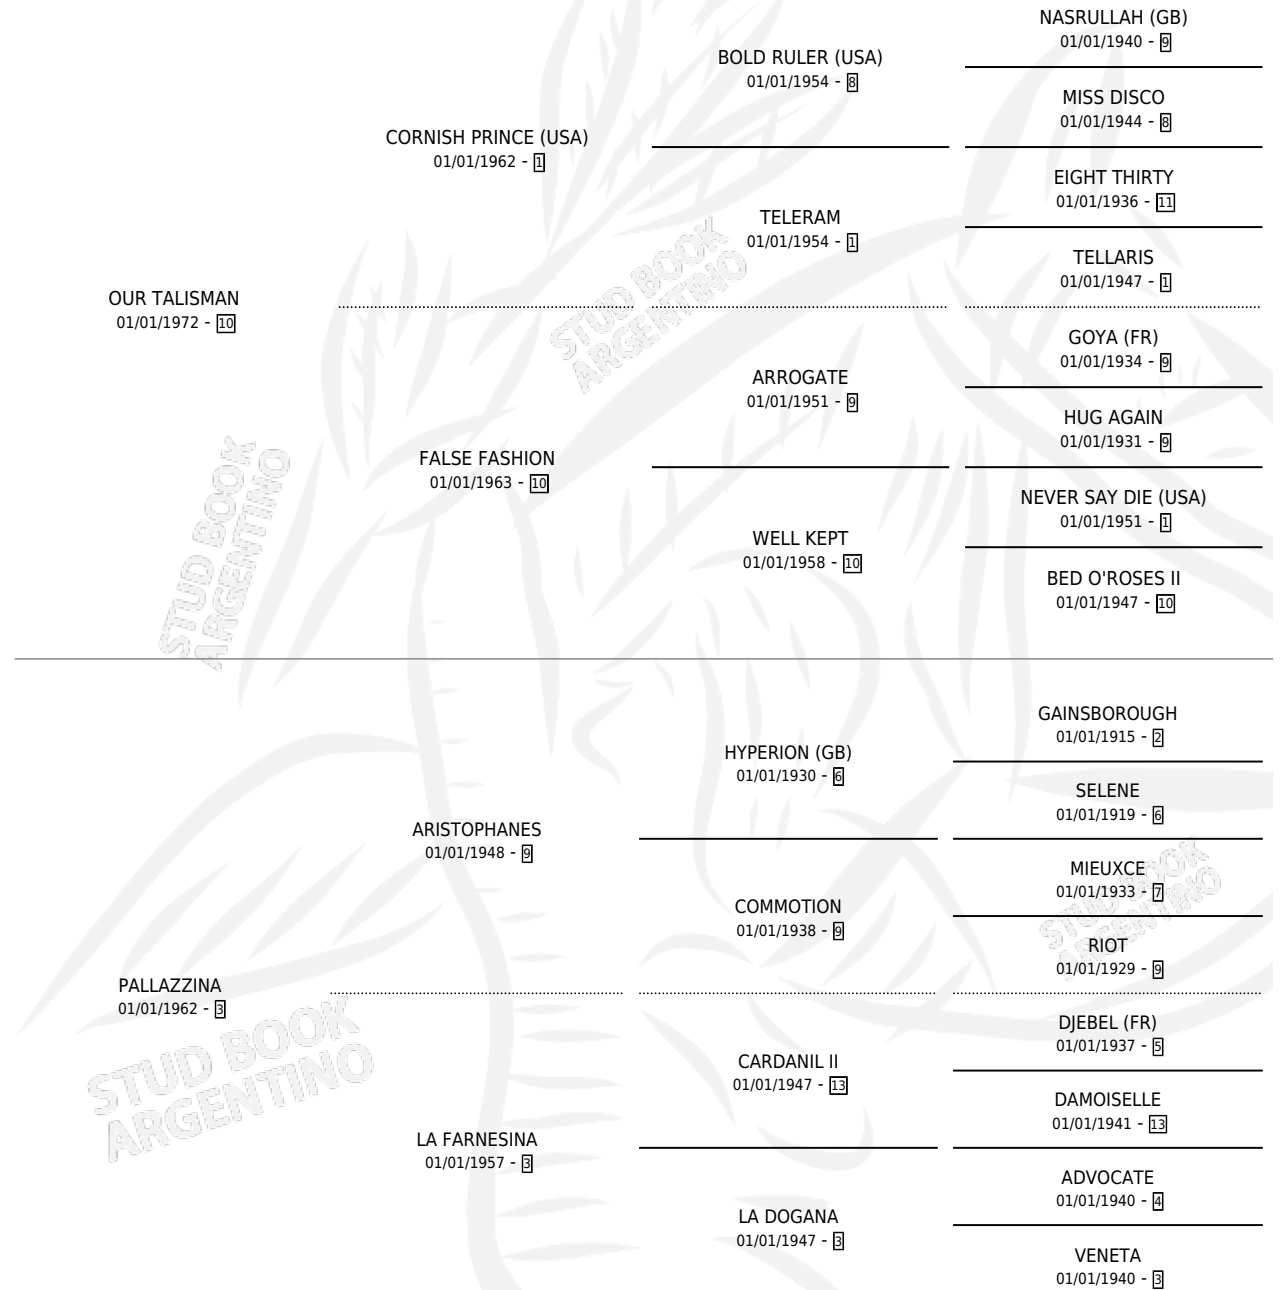 NASRULLAH (GB)
01/01/1940 - 9
BOLD RULER (USA)
01/01/1954 - 8
MISS DISCO
01/01/1944 - 8
CORNISH PRINCE (USA)
01/01/1962 - 1
EIGHT THIRTY
01/01/1936 - 11
TELERAM
01/01/1954 - 1
TELLARIS
01/01/1947 - 1
OUR TALISMAN
01/01/1972 - 10
GOYA (FR)
01/01/1934 - 9
ARROGATE
01/01/1951 - 9
HUG AGAIN
01/01/1931 - 9
FALSE FASHION
01/01/1963 - 10
NEVER SAY DIE (USA)
01/01/1951 - 1
WELL KEPT
01/01/1958 - 10
BED O'ROSES II
01/01/1947 - 10
GAINSBOROUGH
01/01/1915 - 2
HYPERION (GB)
01/01/1930 - 6
SELENE
01/01/1919 - 6
ARISTOPHANES
01/01/1948 - 9
MIEUXCE
01/01/1933 - 7
COMMOTION
01/01/1938 - 9
RIOT
01/01/1929 - 9
PALLAZZINA
01/01/1962 - 3
DJEBEL (FR)
01/01/1937 - 5
CARDANIL II
01/01/1947 - 13
DAMOISELLE
01/01/1941 - 13
LA FARNESINA
01/01/1957 - 3
ADVOCATE
01/01/1940 - 4
LA DOGANA
01/01/1947 - 3
VENETA
01/01/1940 - 3
STUD BOOK
ARGENTINO
STUD BOOK
ARGENTINO
STUD BOOK
ARGENTINO
STUD BOOK
ARGENTINO